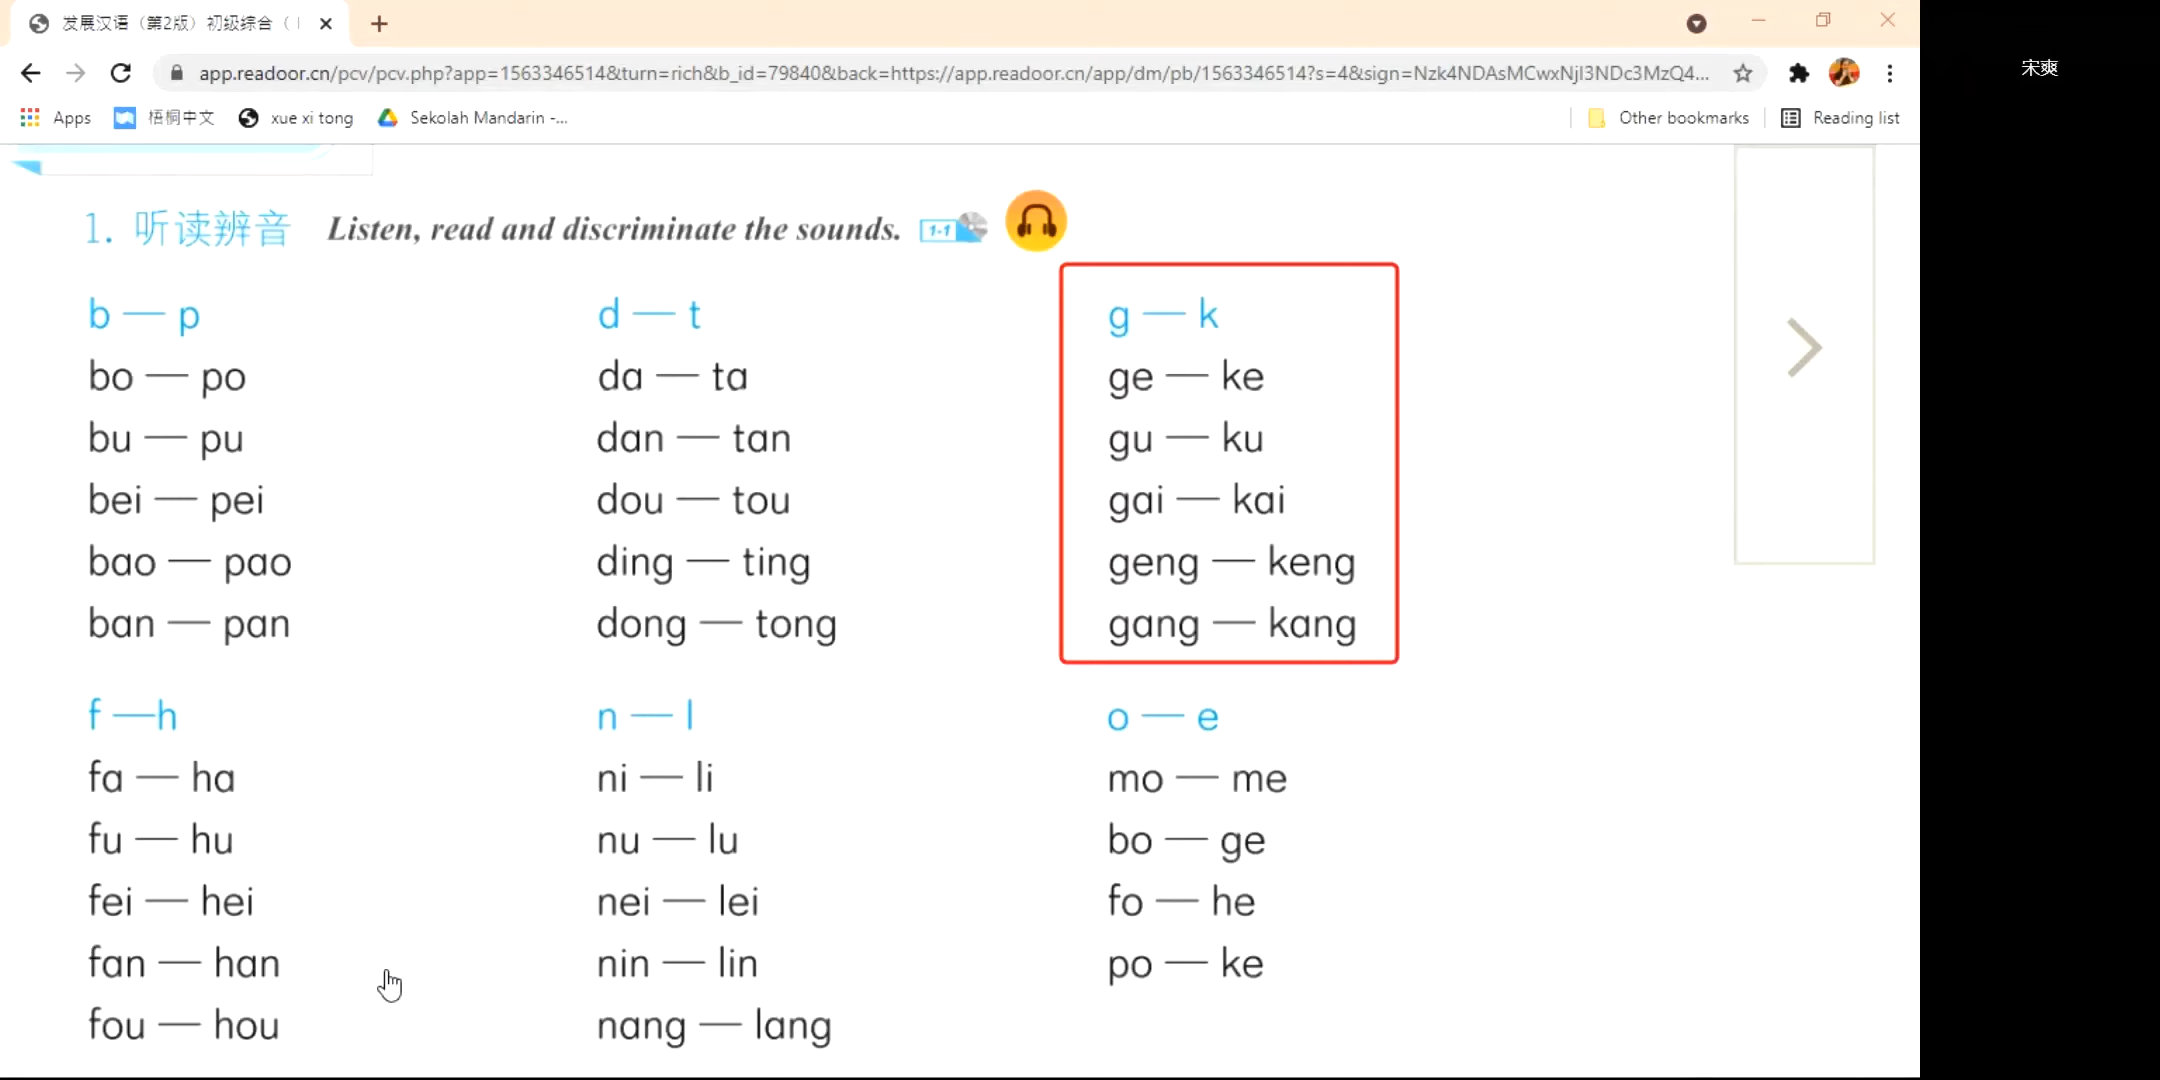 发展汉语（第2版）初级综合（Ⅰ
app.readoor.cn/pcv/pcv.php?app=1563346514&turn=rich&b_id=79840&back=https://app.readoor.cn/app/dm/pb/1563346514?s=4&sign=Nzk4NDAsMCwxNjI3NDc3MzQ4...
宋爽
Apps 梧桐中文 xue xi tong Sekolah Mandarin -... Other bookmarks Reading list
1. 听读辨音 Listen, read and discriminate the sounds. 1-1
b — p
bo — po
bu — pu
bei — pei
bao — pao
ban — pan
d — t
da — ta
dan — tan
dou — tou
ding — ting
dong — tong
g — k
ge — ke
gu — ku
gai — kai
geng — keng
gang — kang
f —h
fa — ha
fu — hu
fei — hei
fan — han
fou — hou
n — l
ni — li
nu — lu
nei — lei
nin — lin
nang — lang
o — e
mo — me
bo — ge
fo — he
po — ke